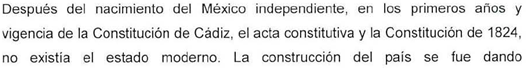 Después del nacimiento del México independiente, en los primeros años y
vigencia de la Constitución de Cádiz, el acta constitutiva y la Constitución de 1824,
no existía el estado moderno. La construcción del país se fue dando